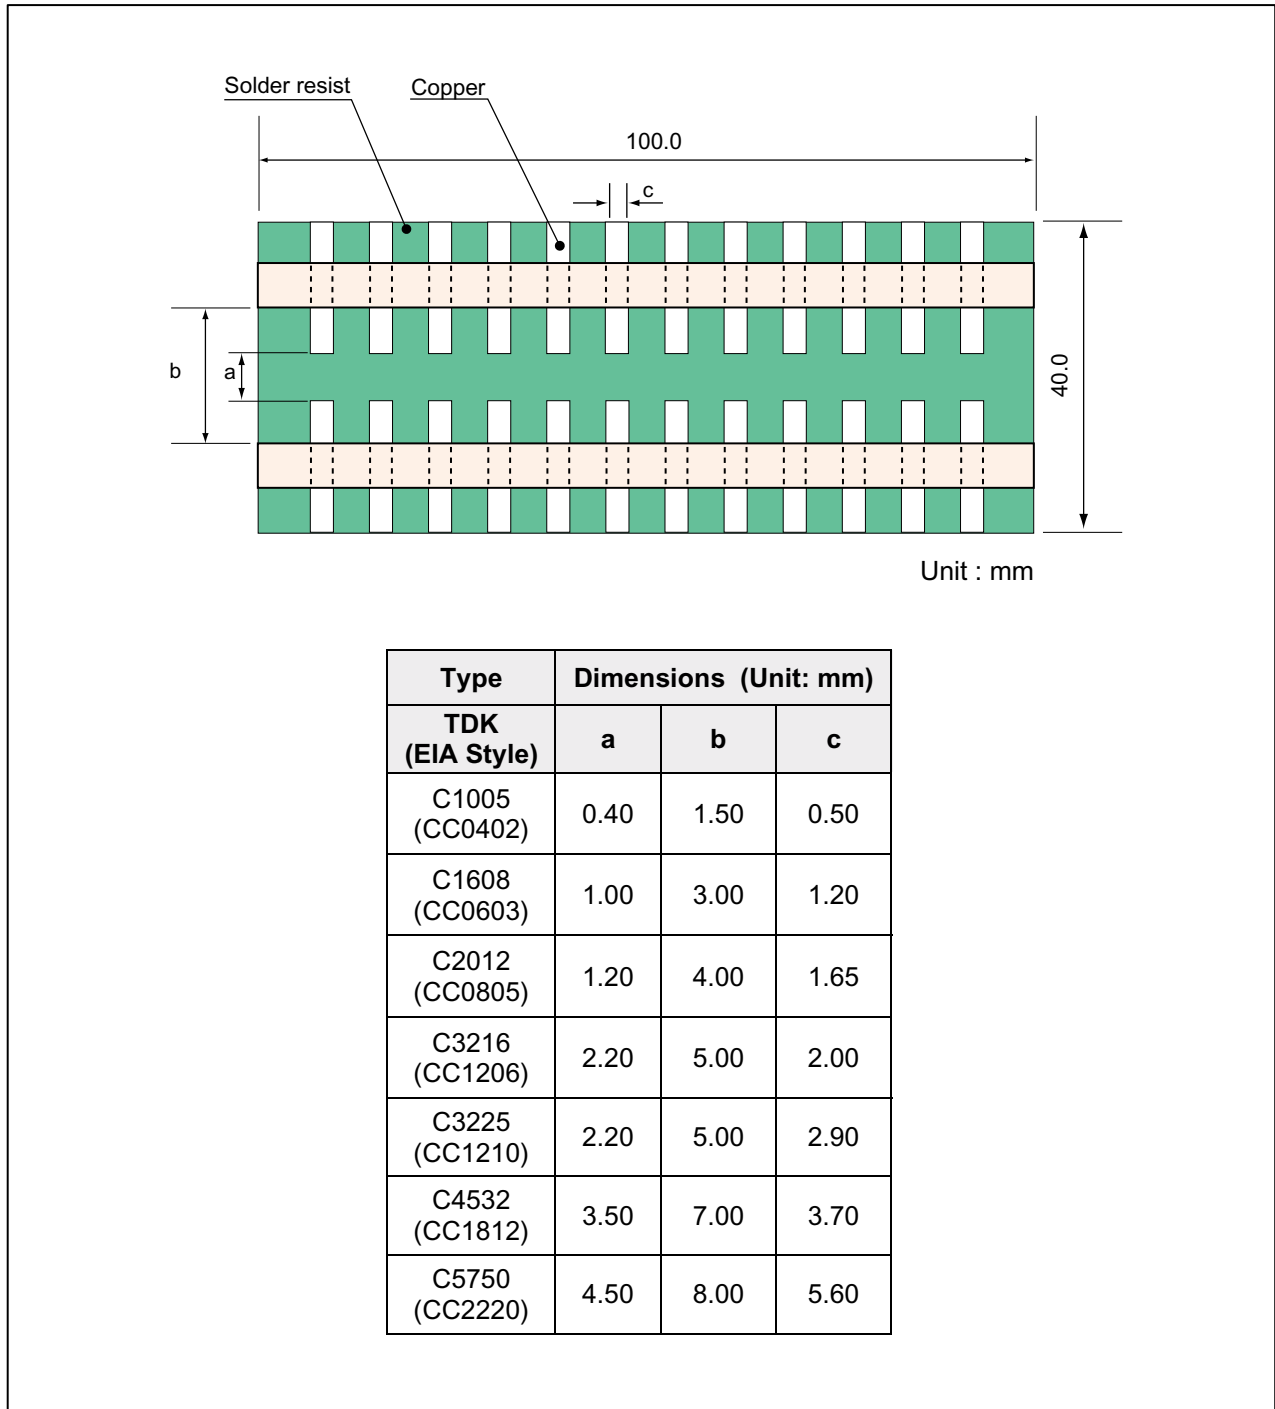 Solder resist
Copper
100.0
c
b
a
40.0
Unit : mm
Type Dimensions (Unit: mm)
TDK
(EIA Style) a b c
C1005
(CC0402) 0.40 1.50 0.50
C1608
(CC0603) 1.00 3.00 1.20
C2012
(CC0805) 1.20 4.00 1.65
C3216
(CC1206) 2.20 5.00 2.00
C3225
(CC1210) 2.20 5.00 2.90
C4532
(CC1812) 3.50 7.00 3.70
C5750
(CC2220) 4.50 8.00 5.60